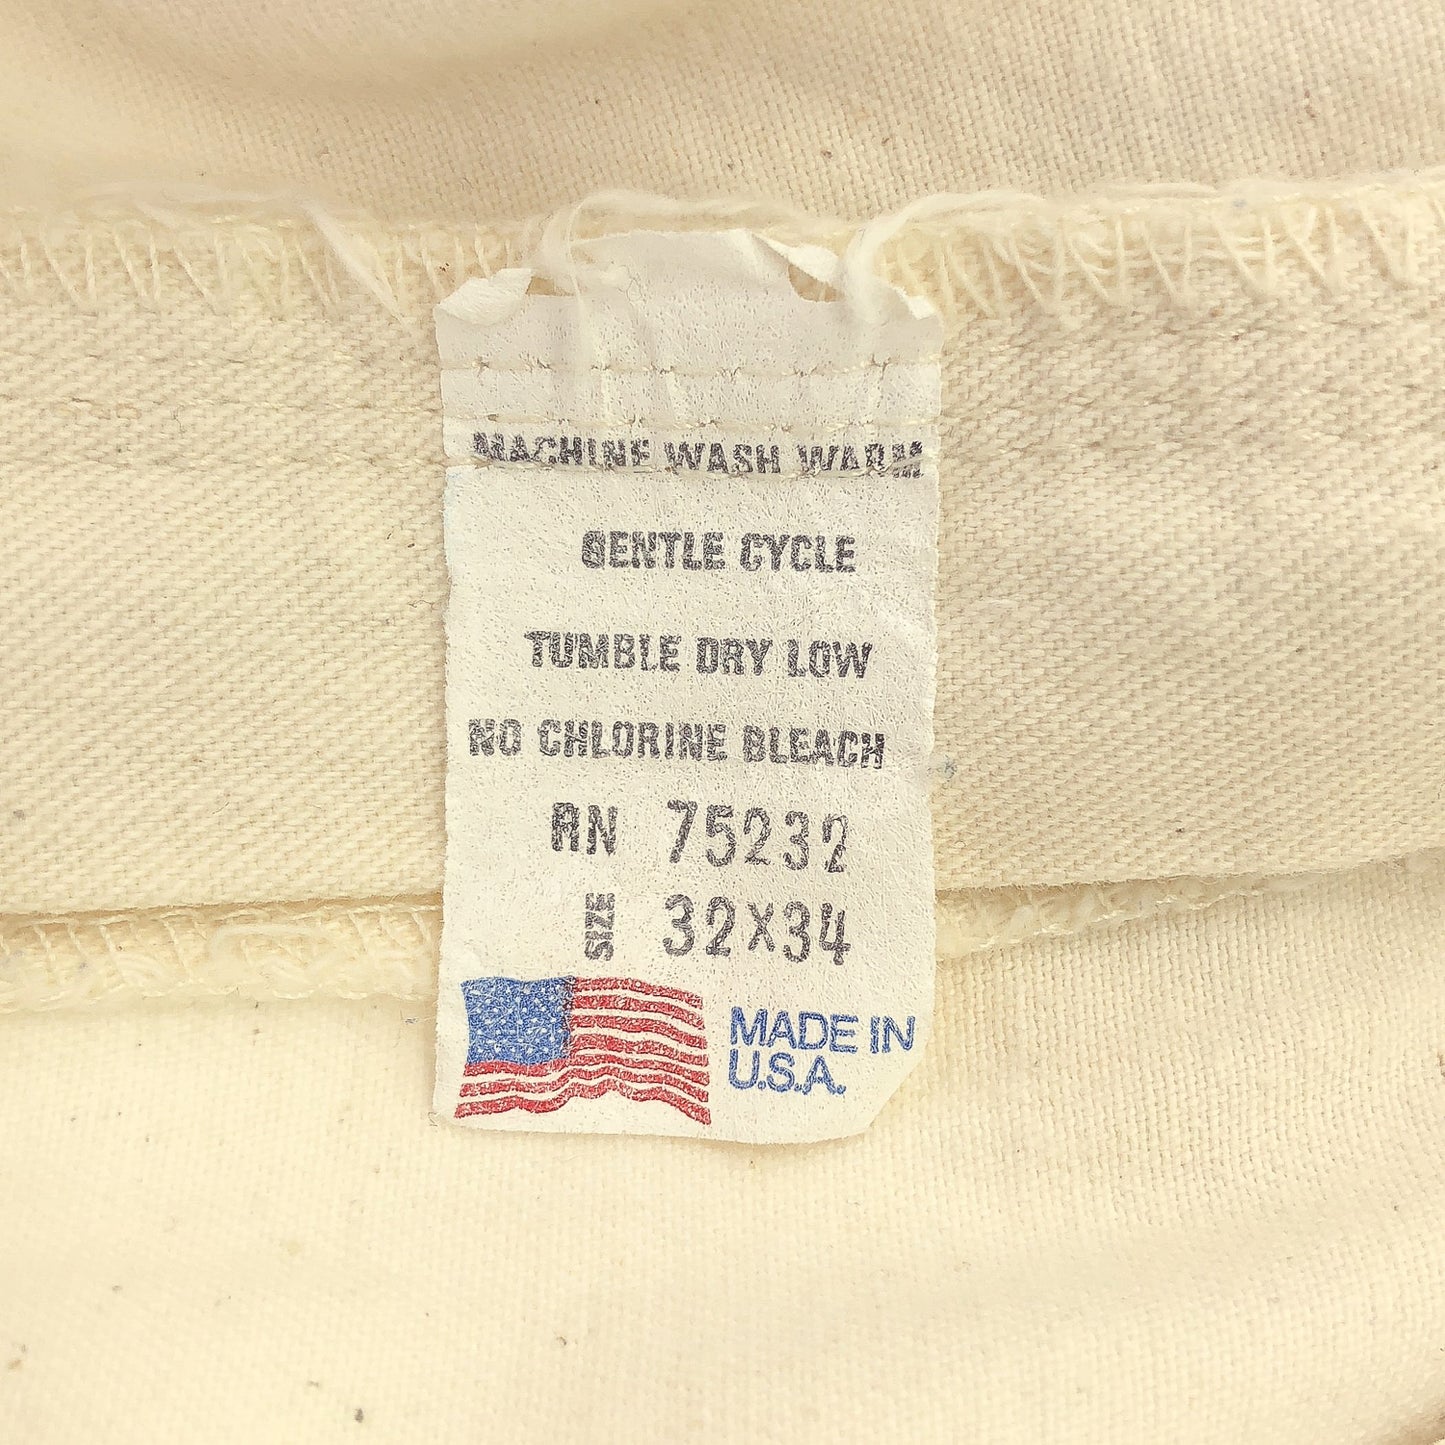 MACHINE WASH WARM
GENTLE CYCLE
TUMBLE DRY LOW
NO CHLORINE BLEACH
RN 75232
SIZE 32X34
MADE IN
U.S.A.